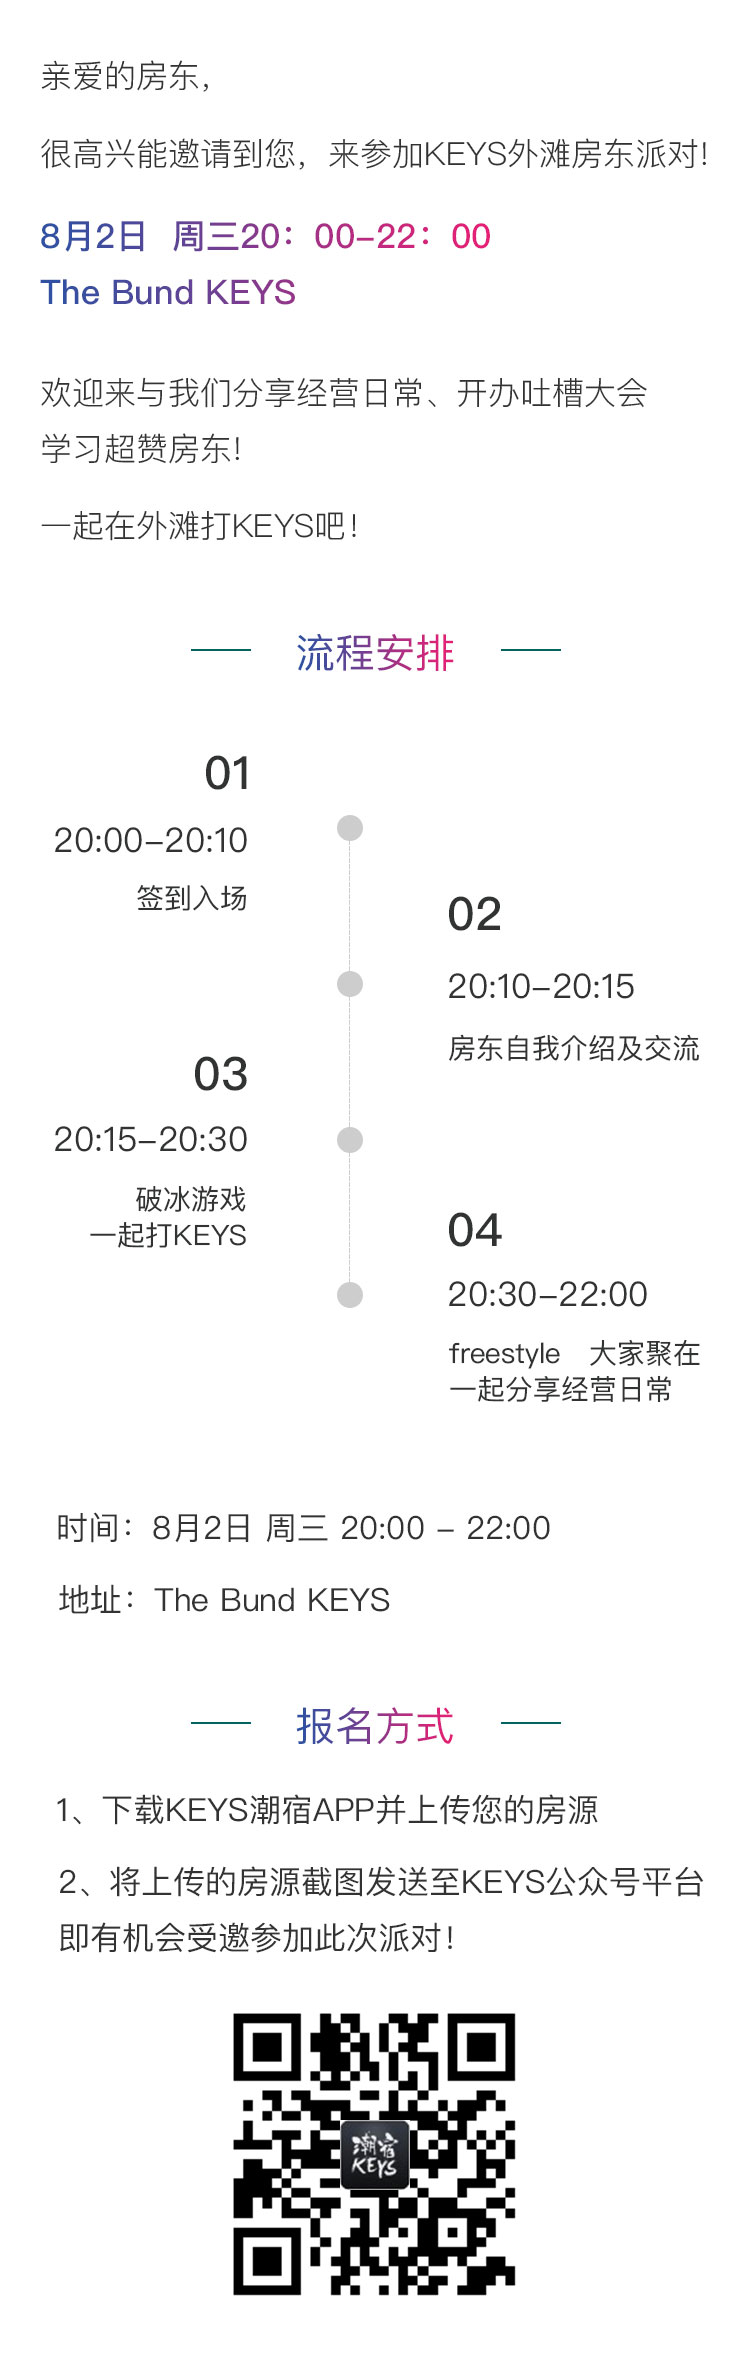 亲爱的房东,
很高兴能邀请到您，来参加KEYS外滩房东派对!
8月2日 周三20：00-22：00
The Bund KEYS
欢迎来与我们分享经营日常、开办吐槽大会
学习超赞房东!
一起在外滩打KEYS吧!
流程安排
01
20:00-20:10
签到入场
02
20:10-20:15
房东自我介绍及交流
03
20:15-20:30
破冰游戏
一起打KEYS
04
20:30-22:00
freestyle 大家聚在
一起分享经营日常
时间：8月2日 周三 20:00 - 22:00
地址：The Bund KEYS
报名方式
1、下载KEYS潮宿APP并上传您的房源
2、将上传的房源截图发送至KEYS公众号平台
即有机会受邀参加此次派对!
潮宿
KEYS